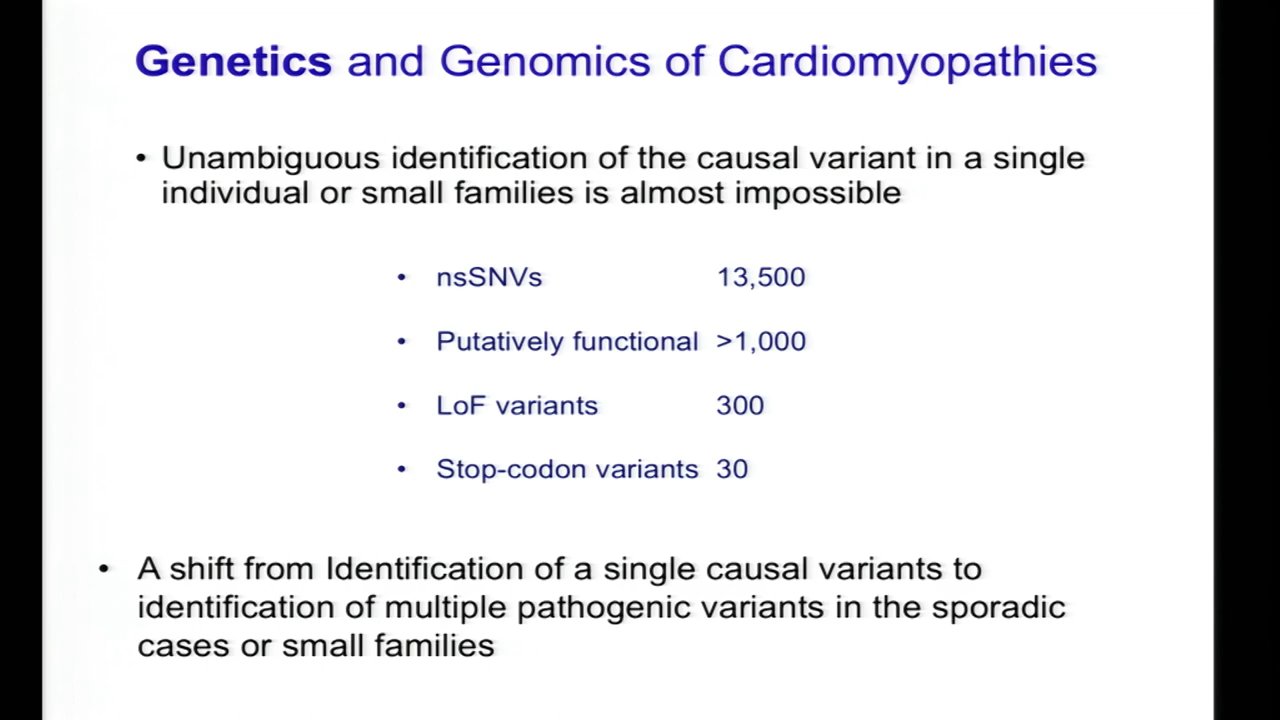 Genetics and Genomics of Cardiomyopathies
• Unambiguous identification of the causal variant in a single
individual or small families is almost impossible
• nsSNVs 13,500
• Putatively functional >1,000
• LoF variants 300
• Stop-codon variants 30
• A shift from Identification of a single causal variants to
identification of multiple pathogenic variants in the sporadic
cases or small families